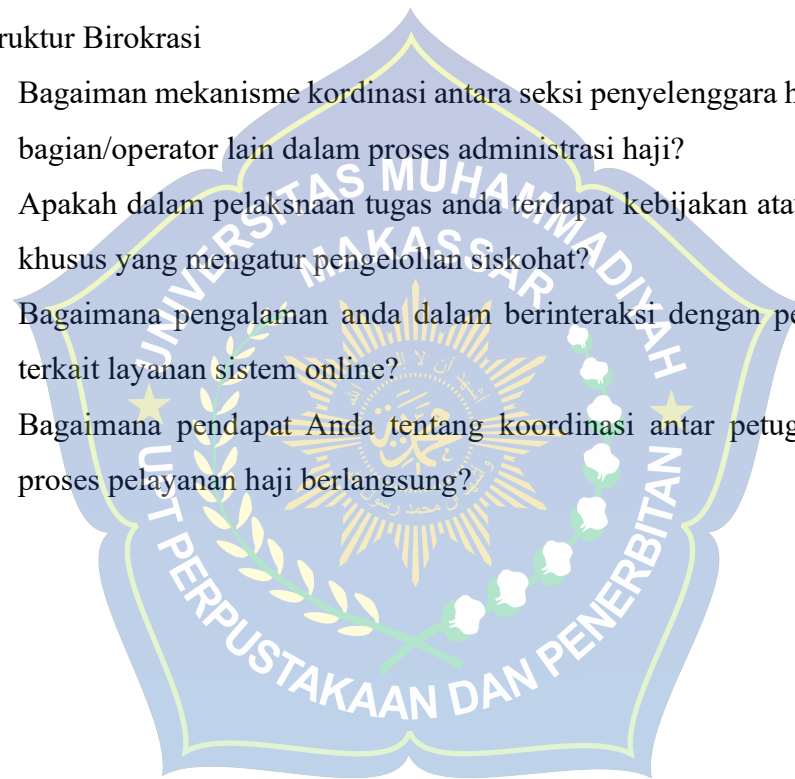 ruktur Birokrasi
Bagaiman mekanisme kordinasi antara seksi penyelenggara h
bagian/operator lain dalam proses administrasi haji?
Apakah dalam pelaksnaan tugas anda terdapat kebijakan atat
khusus yang mengatur pengelollan siskohat?
Bagaimana pengalaman anda dalam berinteraksi dengan pe
terkait layanan sistem online?
Bagaimana pendapat Anda tentang koordinasi antar petug
proses pelayanan haji berlangsung?
UNIVERSITAS MUHAMMADIYAH
MAKASSAR
UPT PERPUSTAKAAN DAN PENERBITAN